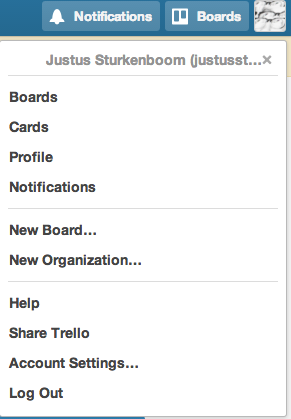 Notifications
Boards
Justus Sturkenboom (justusst…
Boards
Cards
Profile
Notifications
New Board…
New Organization…
Help
Share Trello
Account Settings…
Log Out